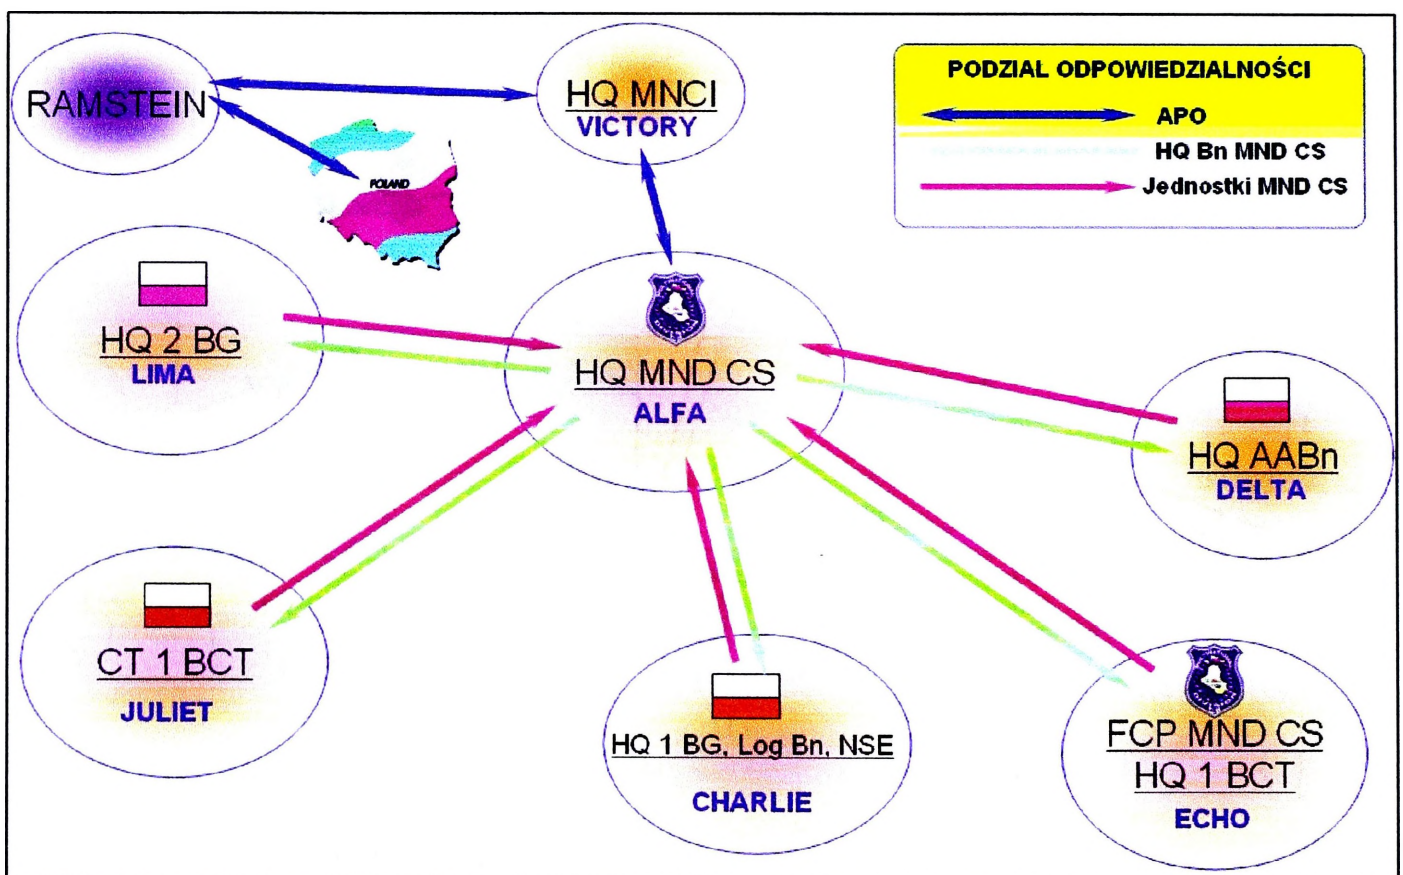 RAMSTEIN
HQ MNCI
VICTORY
PODZIAŁ ODPOWIEDZIALNOŚCI
APO
HQ Bn MND CS
Jednostki MND CS
POLAND
HQ 2 BG
LIMA
HQ MND CS
ALFA
HQ AABn
DELTA
CT 1 BCT
JULIET
HQ 1 BG, Log Bn, NSE
CHARLIE
FCP MND CS
HQ 1 BCT
ECHO